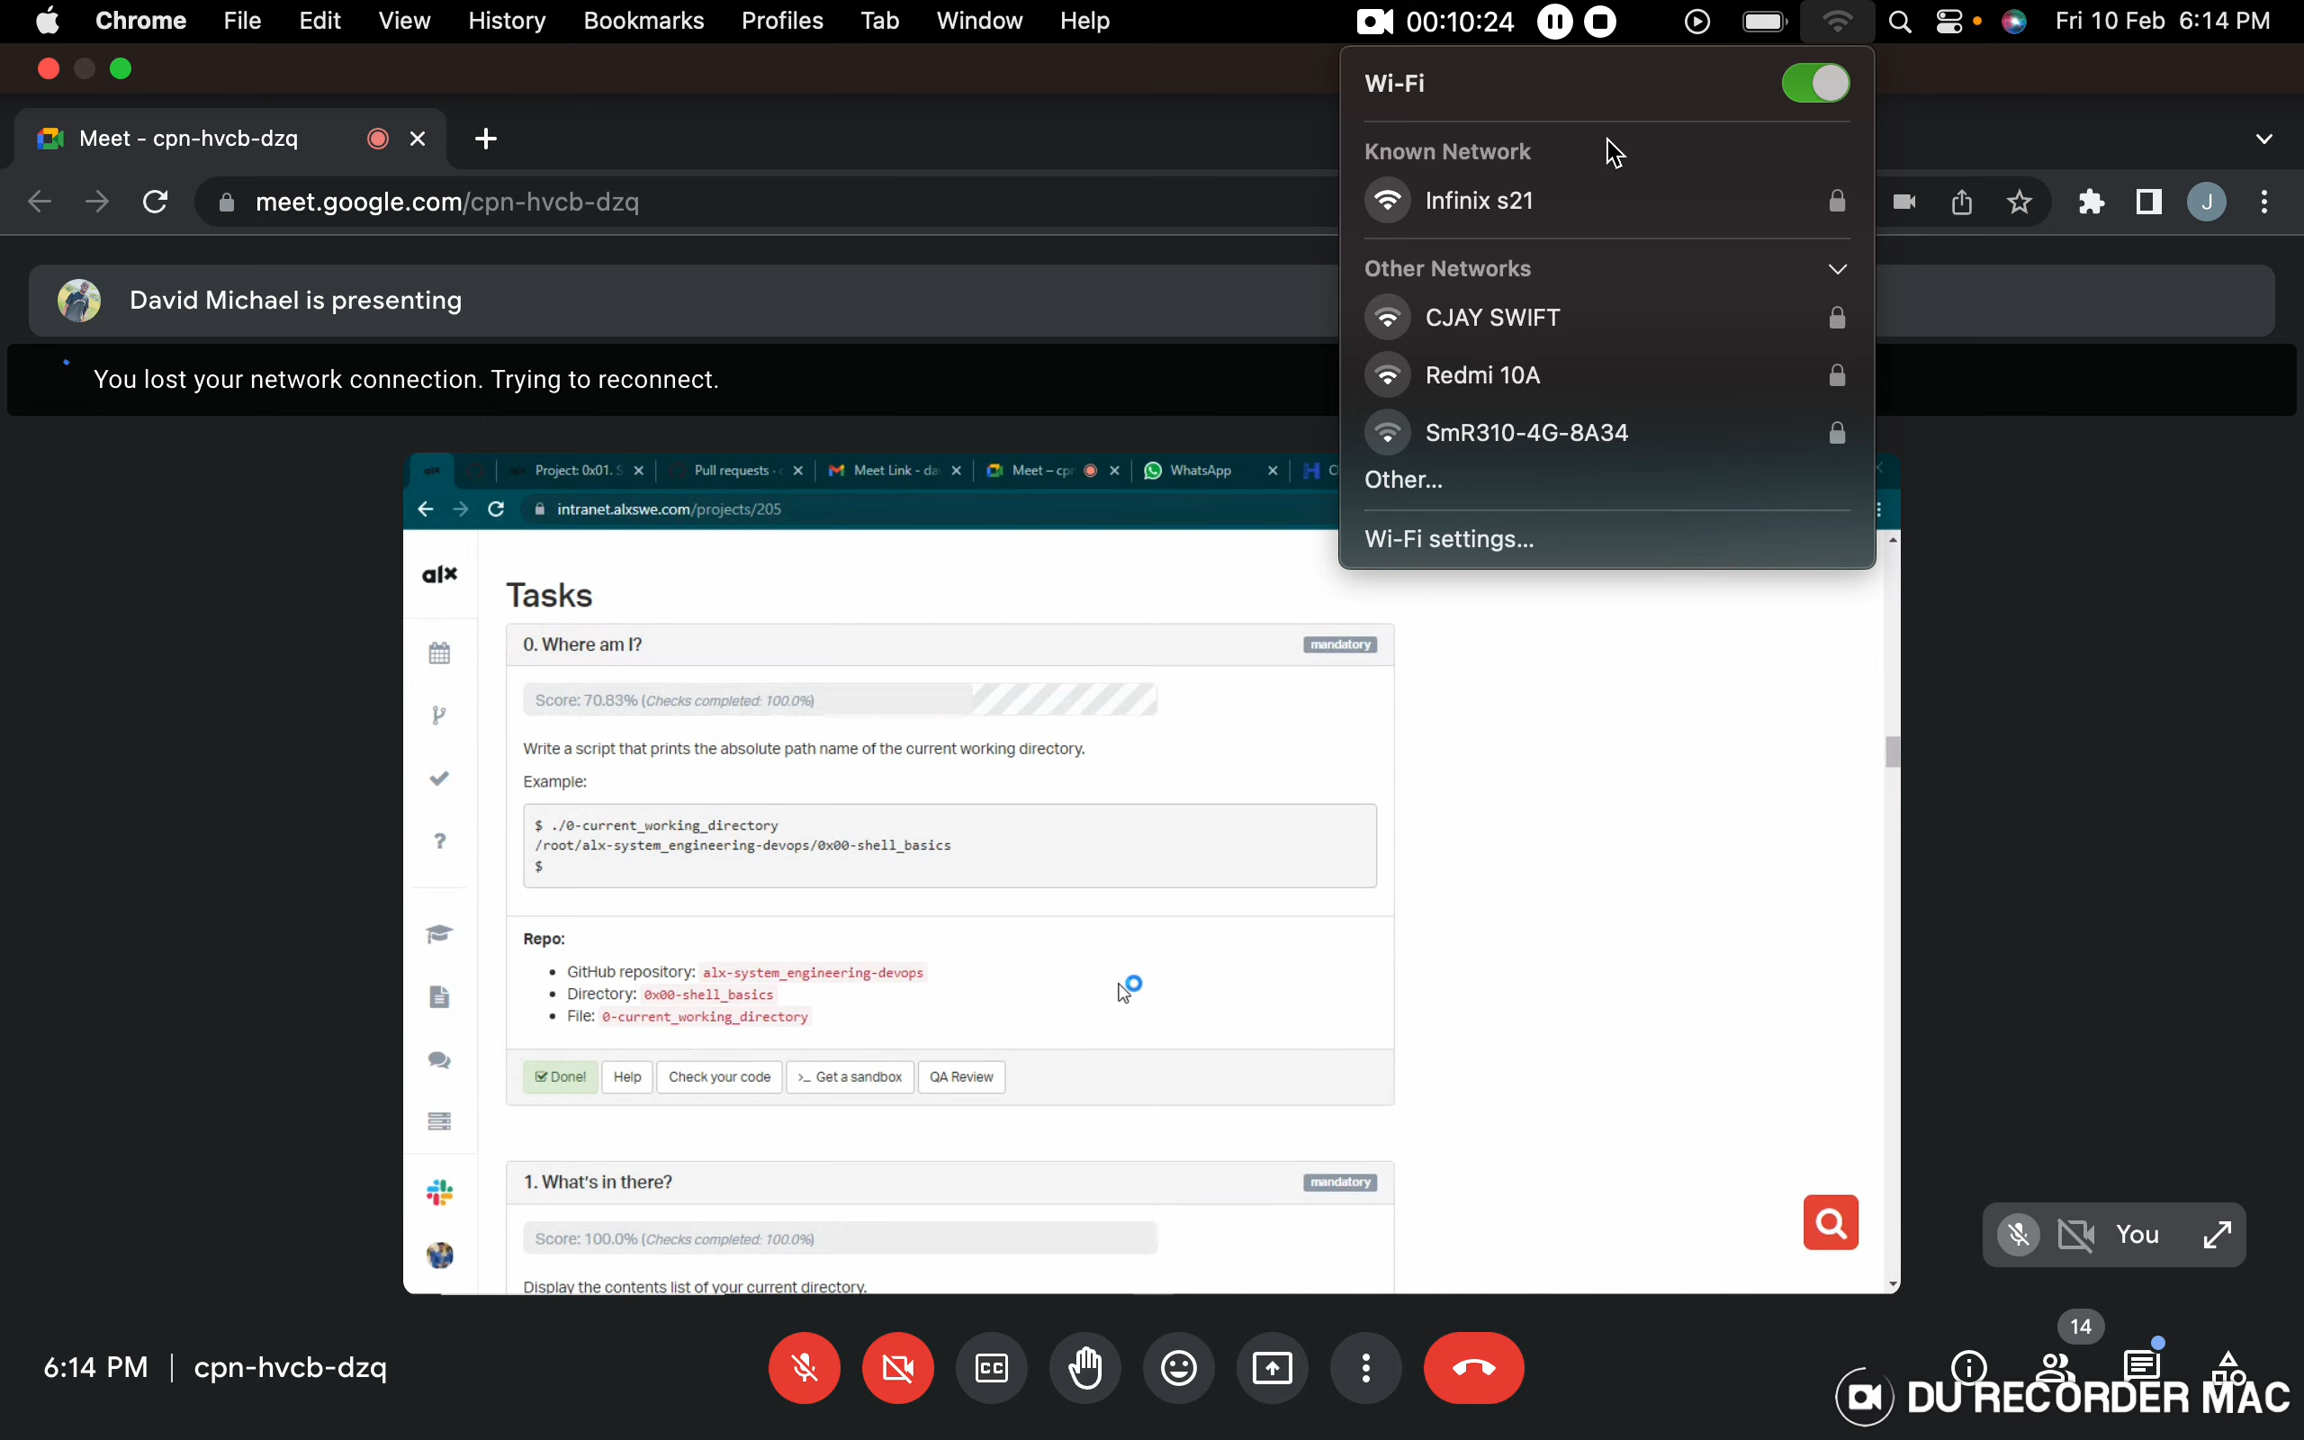 Chrome File Edit View History Bookmarks Profiles Tab Window Help 00:10:24 Fri 10 Feb 6:14 PM
Meet - cpn-hvcb-dzq
meet.google.com/cpn-hvcb-dzq
J
Wi-Fi
Known Network
Infinix s21
Other Networks
CJAY SWIFT
Redmi 10A
SmR310-4G-8A34
Other...
Wi-Fi settings...
David Michael is presenting
You lost your network connection. Trying to reconnect.
Project: 0x01. S Pull requests · Meet Link - da Meet – cpn WhatsApp
intranet.alxswe.com/projects/205
alx
Tasks
0. Where am I? mandatory
Score: 70.83% (Checks completed: 100.0%)
Write a script that prints the absolute path name of the current working directory.
Example:
$ ./0-current_working_directory
/root/alx-system_engineering-devops/0x00-shell_basics
$
Repo:
GitHub repository: alx-system_engineering-devops
Directory: 0x00-shell_basics
File: 0-current_working_directory
Done! Help Check your code >_ Get a sandbox QA Review
1. What's in there? mandatory
Score: 100.0% (Checks completed: 100.0%)
Display the contents list of your current directory.
You
14
6:14 PM | cpn-hvcb-dzq
DU RECORDER MAC